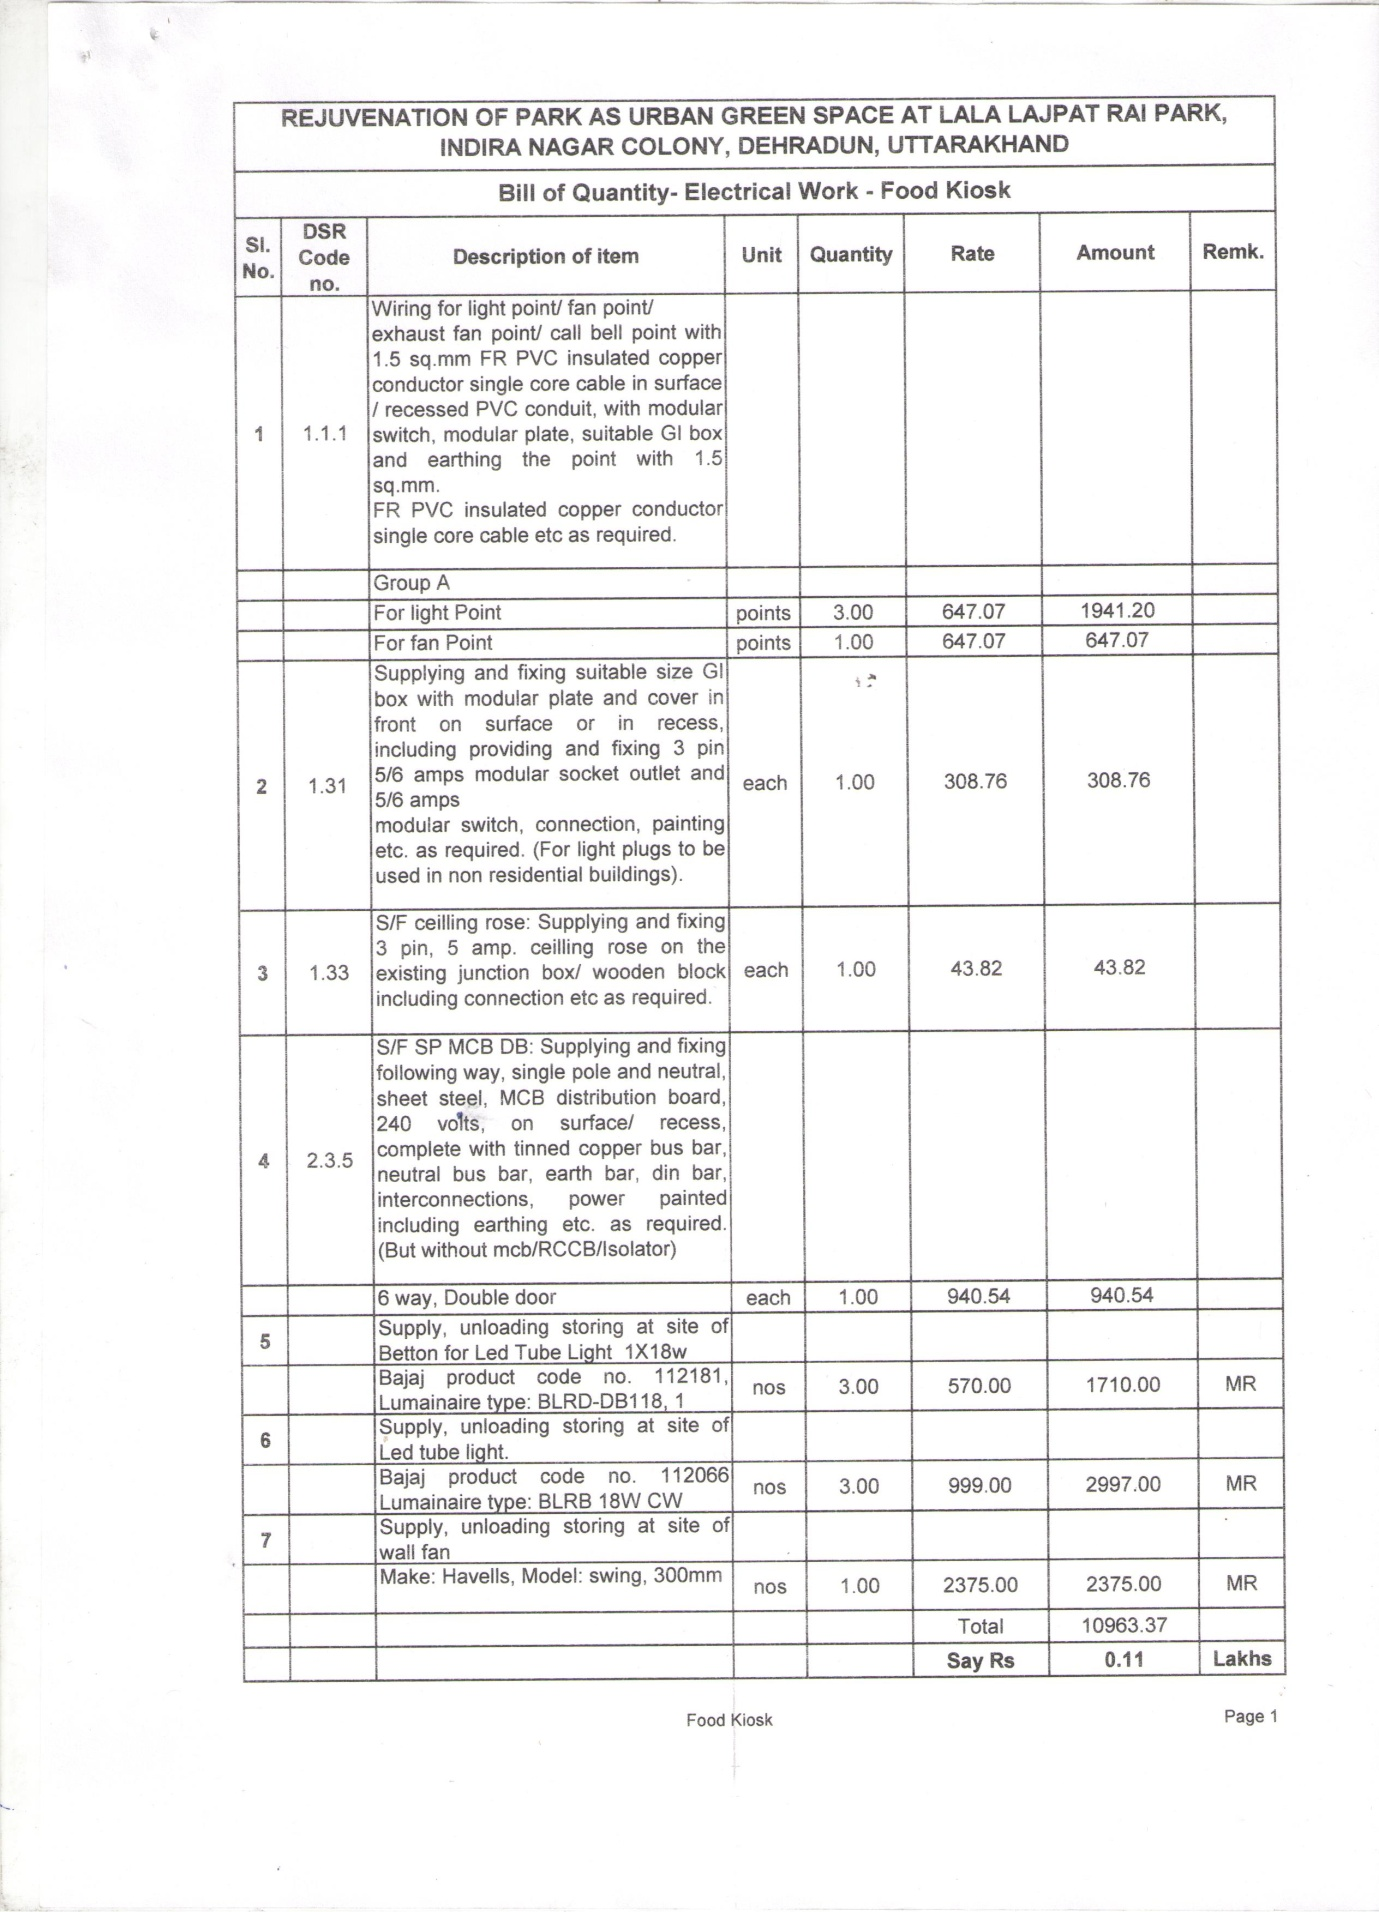 REJUVENATION OF PARK AS URBAN GREEN SPACE AT LALA LAJPAT RAI PARK,
INDIRA NAGAR COLONY, DEHRADUN, UTTARAKHAND
Bill of Quantity- Electrical Work - Food Kiosk
Sl. No. DSR Code no. Description of item Unit Quantity Rate Amount Remk.
1 1.1.1 Wiring for light point/ fan point/
exhaust fan point/ call bell point with
1.5 sq.mm FR PVC insulated copper
conductor single core cable in surface
/ recessed PVC conduit, with modular
switch, modular plate, suitable GI box
and earthing the point with 1.5
sq.mm.
FR PVC insulated copper conductor
single core cable etc as required.
Group A
For light Point points 3.00 647.07 1941.20
For fan Point points 1.00 647.07 647.07
2 1.31 Supplying and fixing suitable size GI
box with modular plate and cover in
front on surface or in recess,
including providing and fixing 3 pin
5/6 amps modular socket outlet and
5/6 amps
modular switch, connection, painting
etc. as required. (For light plugs to be
used in non residential buildings).
each 1.00 308.76 308.76
3 1.33 S/F ceilling rose: Supplying and fixing
3 pin, 5 amp. ceilling rose on the
existing junction box/ wooden block
including connection etc as required.
each 1.00 43.82 43.82
4 2.3.5 S/F SP MCB DB: Supplying and fixing
following way, single pole and neutral,
sheet steel, MCB distribution board,
240 volts, on surface/ recess,
complete with tinned copper bus bar,
neutral bus bar, earth bar, din bar,
interconnections, power painted
including earthing etc. as required.
(But without mcb/RCCB/Isolator)
6 way, Double door each 1.00 940.54 940.54
5 Supply, unloading storing at site of
Betton for Led Tube Light 1X18w
Bajaj product code no. 112181,
Lumainaire type: BLRD-DB118, 1
nos 3.00 570.00 1710.00 MR
6 Supply, unloading storing at site of
Led tube light.
Bajaj product code no. 112066
Lumainaire type: BLRB 18W CW
nos 3.00 999.00 2997.00 MR
7 Supply, unloading storing at site of
wall fan
Make: Havells, Model: swing, 300mm nos 1.00 2375.00 2375.00 MR
Total 10963.37
Say Rs 0.11 Lakhs
Food Kiosk Page 1